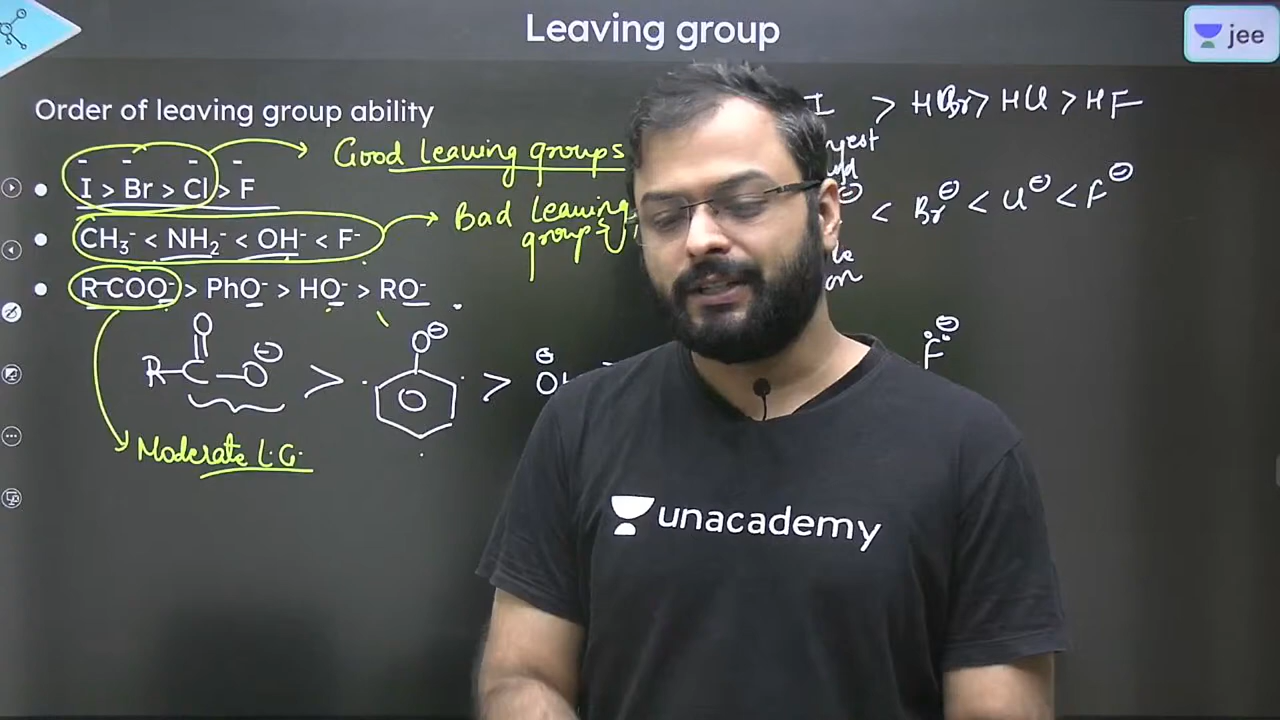 Leaving group
jee
Order of leaving group ability
I > HBr > HCl > HF
Good leaving groups
I⁻ > Br⁻ > Cl⁻ > F⁻
< Br⊖ < Cl⊖ < F⊖
Bad leaving
CH₃⁻ < NH₂⁻ < OH⁻ < F⁻
R-COO⁻ > PhO⁻ > HO⁻ > RO⁻
O
O⊖
F⊖
R-C-O⊖ > > ⊖
Moderate L.G.
unacademy